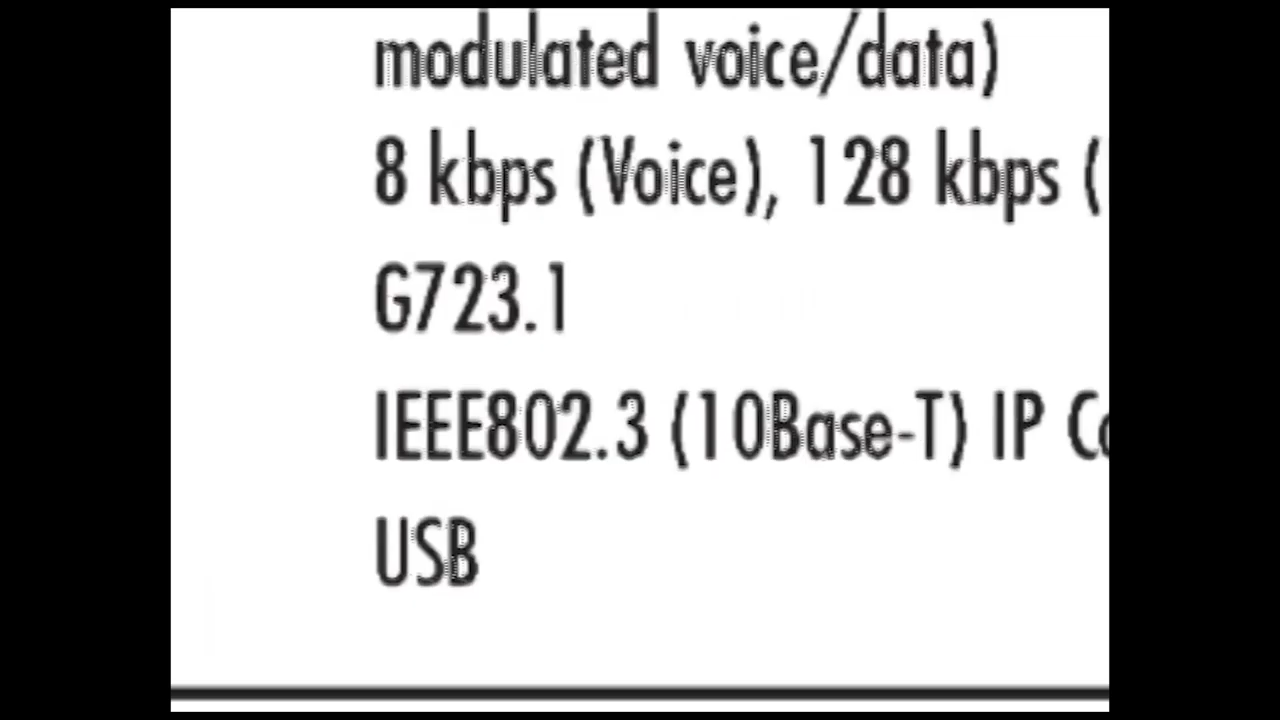 modulated voice/data)
8 kbps (Voice), 128 kbps (
G723.1
IEEE802.3 (10Base-T) IP
USB